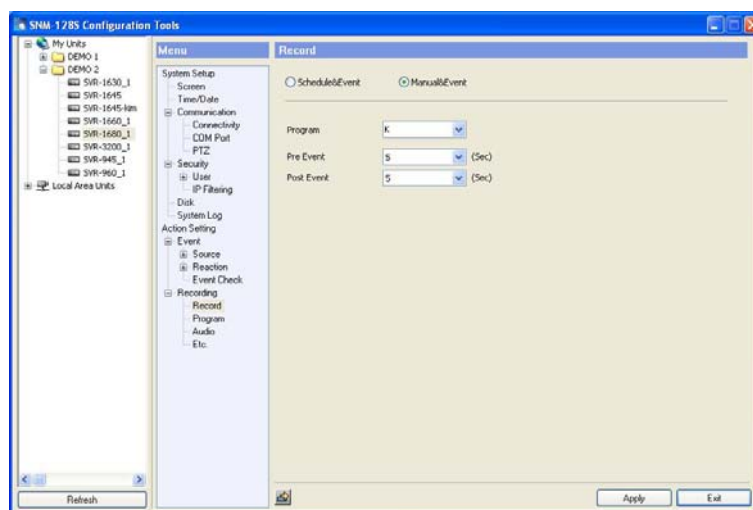 SNM-128S Configuration Tools
My Units
DEMO 1
DEMO 2
SVR-1630_1
SVR-1645
SVR-1645-kim
SVR-1660_1
SVR-1680_1
SVR-3200_1
SVR-945_1
SVR-960_1
Local Area Units
Refresh
Menu
System Setup
Screen
Time/Date
Communication
Connectivity
COM Port
PTZ
Security
User
IP Filtering
Disk
System Log
Action Setting
Event
Source
Reaction
Event Check
Recording
Record
Program
Audio
Etc.
Record
Schedule&Event Manual&Event
Program K
Pre Event 5 (Sec)
Post Event 5 (Sec)
Apply Exit